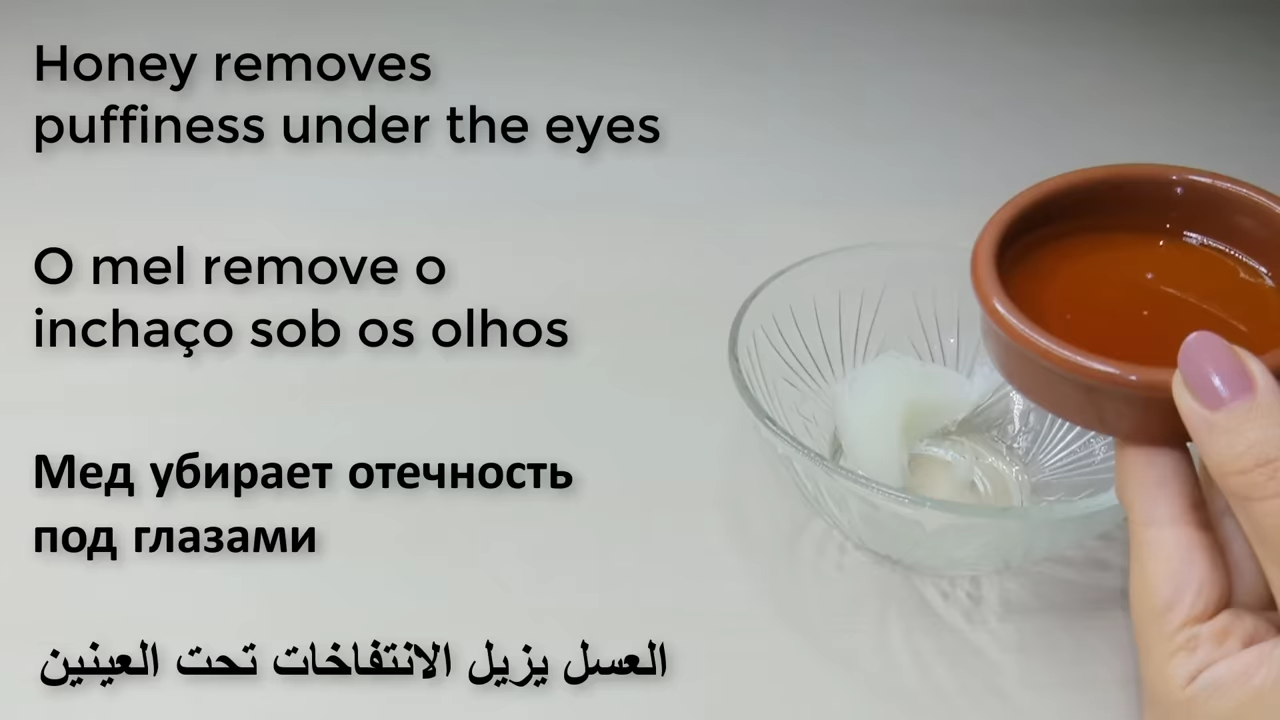 Honey removes
puffiness under the eyes
O mel remove o
inchaço sob os olhos
Мед убирает отечность
под глазами
العسل يزيل الانتفاخات تحت العينين